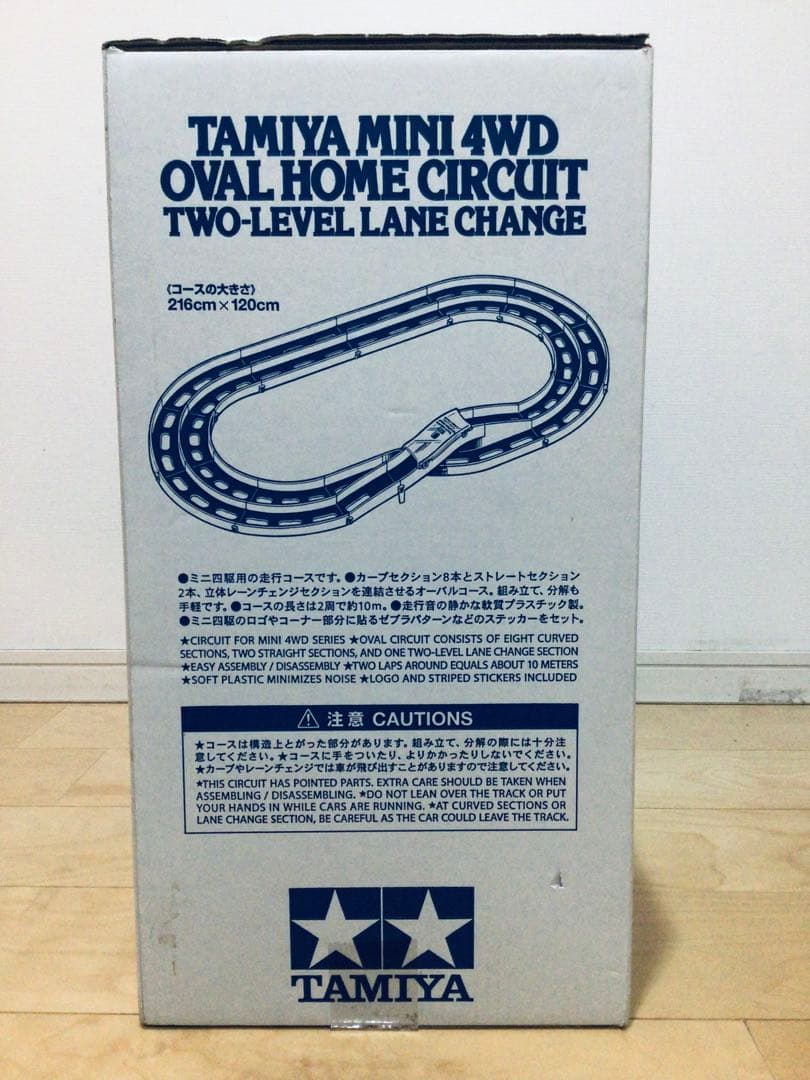 TAMIYA MINI 4WD
OVAL HOME CIRCUIT
TWO-LEVEL LANE CHANGE
〈コースの大きさ〉
216cm×120cm
●ミニ四駆用の走行コースです。●カーブセクション8本とストレートセクション
2本、立体レーンチェンジセクションを連結させるオーバルコース。組み立て、分解も
手軽です。●コースの長さは2周で約10m。●走行音の静かな軟質プラスチック製。
●ミニ四駆のロゴやコーナー部分に貼るゼブラパターンなどのステッカーをセット。
★CIRCUIT FOR MINI 4WD SERIES ★OVAL CIRCUIT CONSISTS OF EIGHT CURVED
SECTIONS, TWO STRAIGHT SECTIONS, AND ONE TWO-LEVEL LANE CHANGE SECTION
★EASY ASSEMBLY / DISASSEMBLY ★TWO LAPS AROUND EQUALS ABOUT 10 METERS
★SOFT PLASTIC MINIMIZES NOISE ★LOGO AND STRIPED STICKERS INCLUDED
⚠ 注意 CAUTIONS
★コースは構造上とがった部分があります。組み立て、分解の際には十分注
意してください。★コースに手をついたり、よりかかったりしないでください。
★カーブやレーンチェンジでは車が飛び出すことがありますので注意してください。
★THIS CIRCUIT HAS POINTED PARTS. EXTRA CARE SHOULD BE TAKEN WHEN
ASSEMBLING / DISASSEMBLING. ★DO NOT LEAN OVER THE TRACK OR PUT
YOUR HANDS IN WHILE CARS ARE RUNNING. ★AT CURVED SECTIONS OR
LANE CHANGE SECTION, BE CAREFUL AS THE CAR COULD LEAVE THE TRACK.
TAMIYA